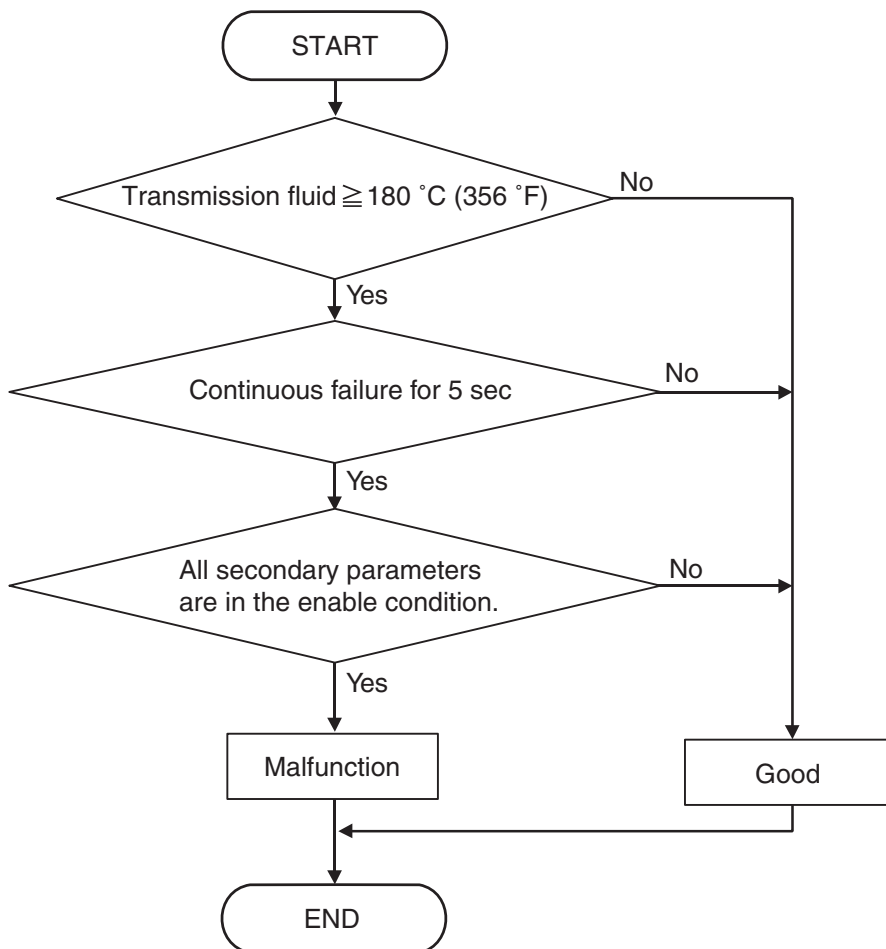 START
Transmission fluid ≧ 180 °C (356 °F)
No
Yes
Continuous failure for 5 sec
No
Yes
All secondary parameters
are in the enable condition.
No
Yes
Malfunction
Good
END